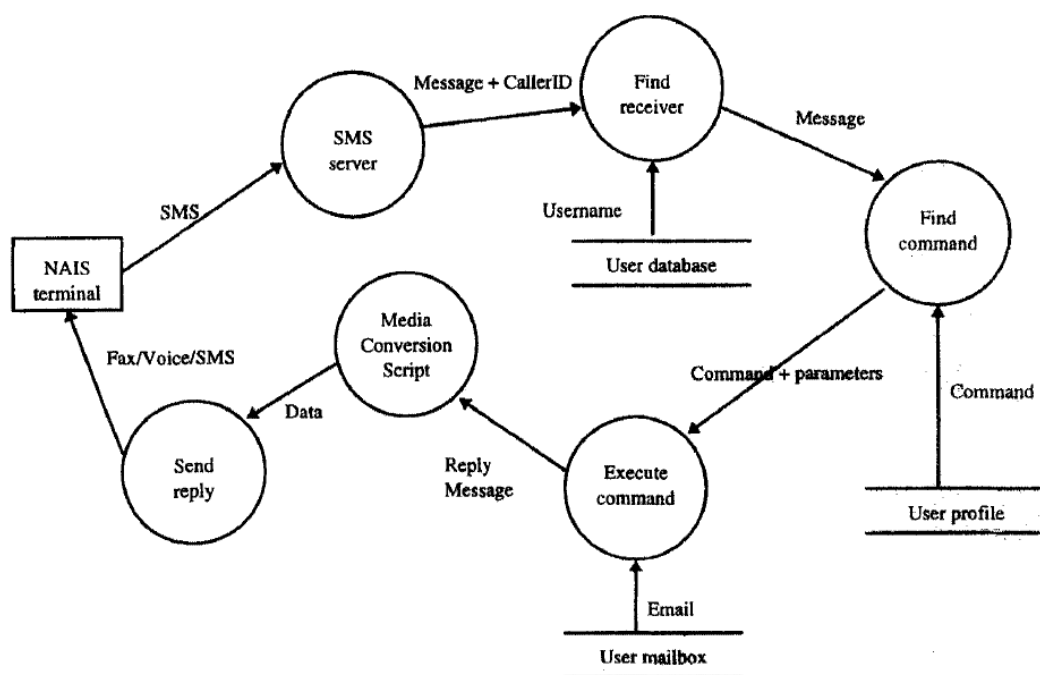 Message + CallerID
Find
receiver
Message
SMS
server
SMS
Username
User database
Find
command
NAIS
terminal
Media
Conversion
Script
Fax/Voice/SMS
Data
Command + parameters
Command
Send
reply
Reply
Message
Execute
command
User profile
Email
User mailbox